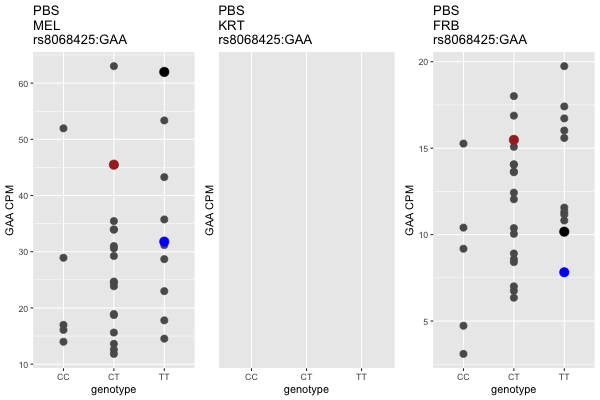 PBS
MEL
rs8068425:GAA
60
50
40
30
20
10
GAA CPM
CC CT TT
genotype
PBS
KRT
rs8068425:GAA
GAA CPM
CC CT TT
genotype
PBS
FRB
rs8068425:GAA
20
15
10
5
GAA CPM
CC CT TT
genotype